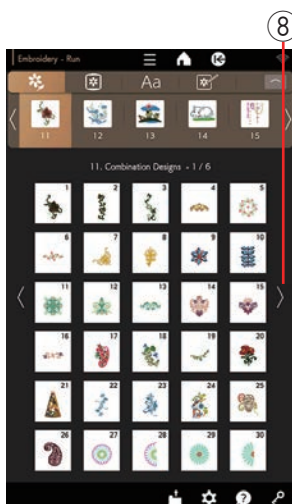 8
Embroidery - Run
Aa
11 12 13 14 15
11. Combination Designs - 1 / 6
1 2 3 4 5
6 7 8 9 10
11 12 12 14 15
16 17 18 19 20
21 22 23 24 25
26 27 28 29 30
?